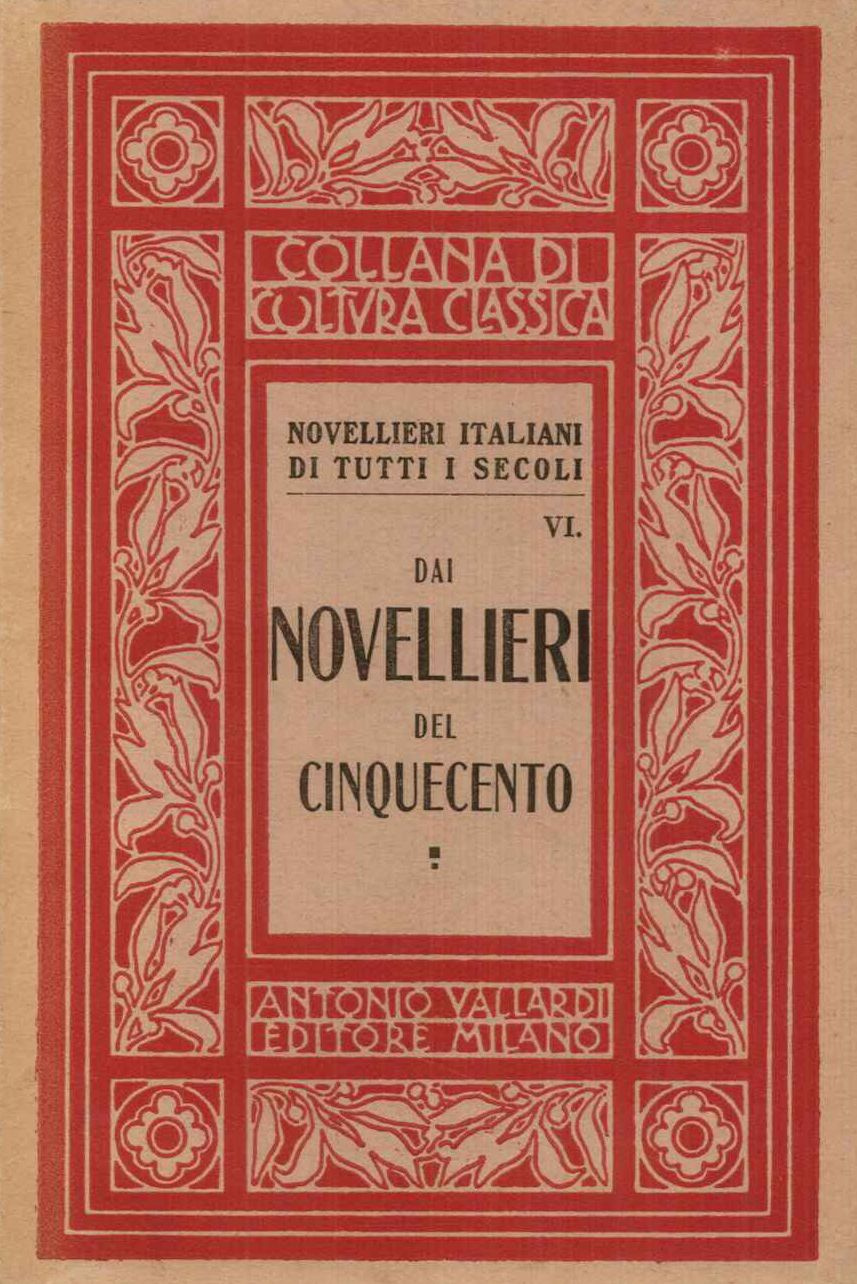 COLLANA DI
COLTVRA CLASSICA
NOVELLIERI ITALIANI
DI TUTTI I SECOLI
VI.
DAI
NOVELLIERI
DEL
CINQUECENTO
ANTONIO VALLARDI
EDITORE MILANO